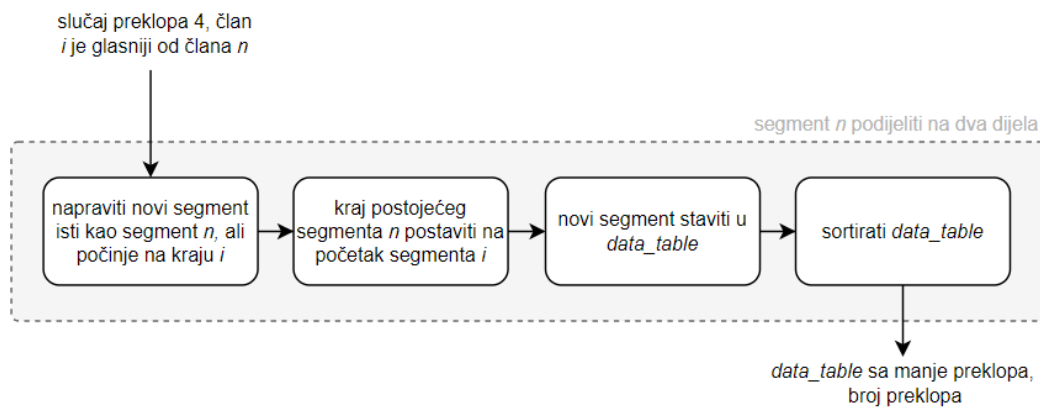 slučaj preklopa 4, član
i je glasniji od člana n
segment n podijeliti na dva dijela
napraviti novi segment
isti kao segment n, ali
počinje na kraju i
kraj postojećeg
segmenta n postaviti na
početak segmenta i
novi segment staviti u
data_table
sortirati data_table
data_table sa manje preklopa,
broj preklopa